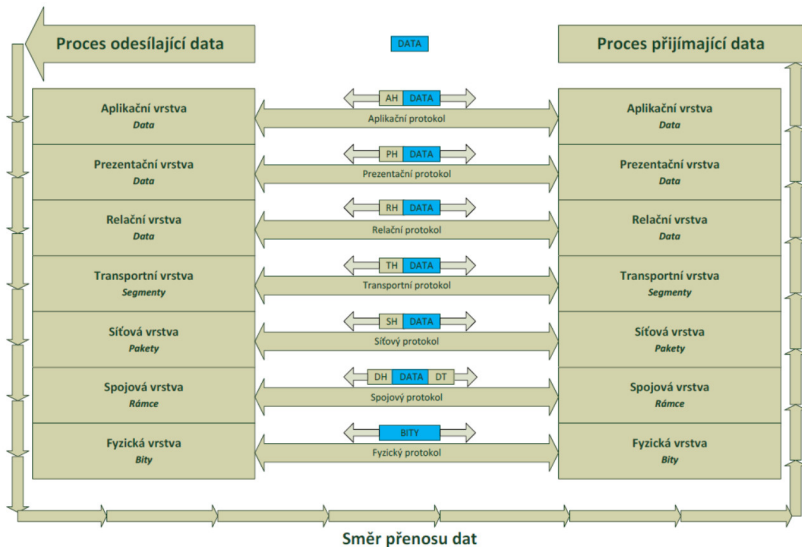 Proces odesílající data
DATA
Proces přijímající data
Aplikační vrstva
Data
AH DATA
Aplikační protokol
Aplikační vrstva
Data
Prezentační vrstva
Data
PH DATA
Prezentační protokol
Prezentační vrstva
Data
Relační vrstva
Data
RH DATA
Relační protokol
Relační vrstva
Data
Transportní vrstva
Segmenty
TH DATA
Transportní protokol
Transportní vrstva
Segmenty
Síťová vrstva
Pakety
SH DATA
Síťový protokol
Síťová vrstva
Pakety
Spojová vrstva
Rámce
DH DATA DT
Spojový protokol
Spojová vrstva
Rámce
Fyzická vrstva
Bity
BITY
Fyzický protokol
Fyzická vrstva
Bity
Směr přenosu dat